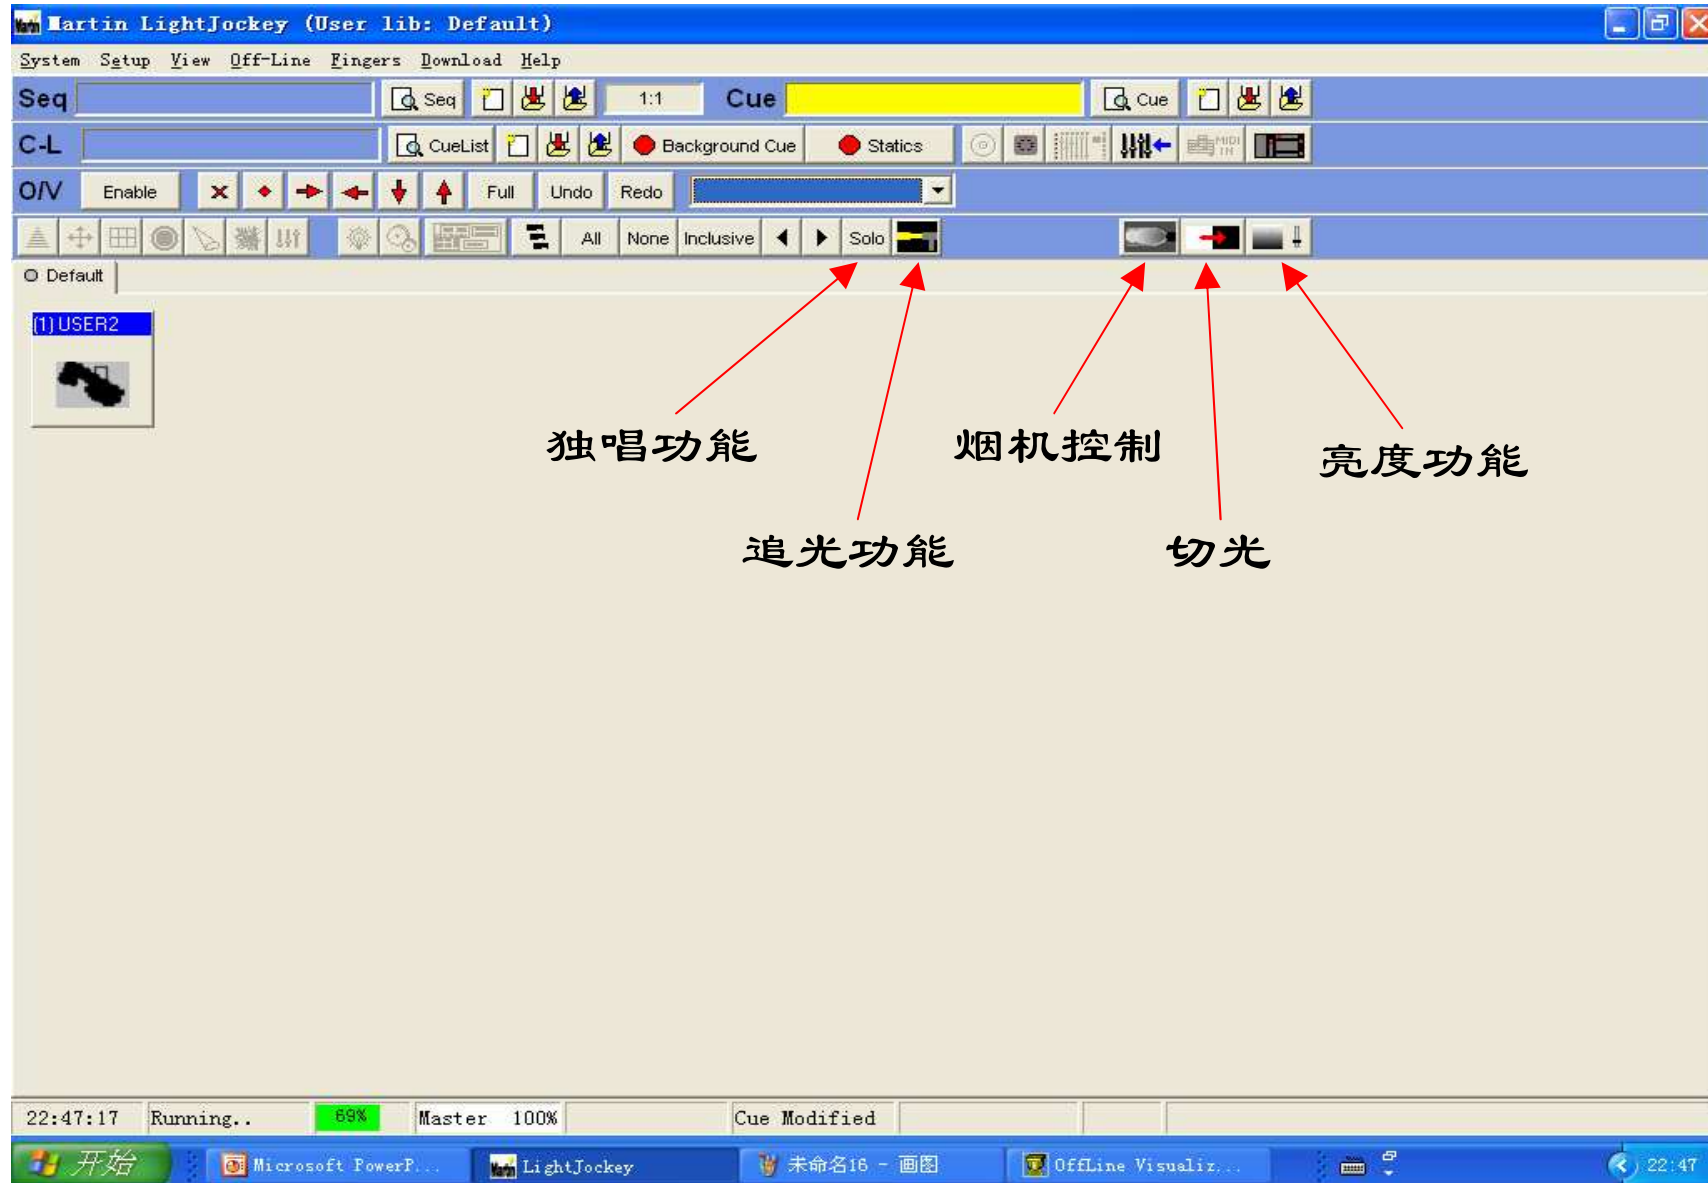 Martin LightJockey (User lib: Default)
System Setup View Off-Line Fingers Download Help
Seq Seq 1:1 Cue Cue
C-L CueList Background Cue Statics MIDI IN
O/V Enable Full Undo Redo
All None Inclusive Solo
Default
(1) USER2
独唱功能 烟机控制 亮度功能
追光功能 切光
22:47:17 Running.. 69% Master 100% Cue Modified
开始 Microsoft PowerP... LightJockey 未命名16 - 画图 OffLine Visualiz... 22:47